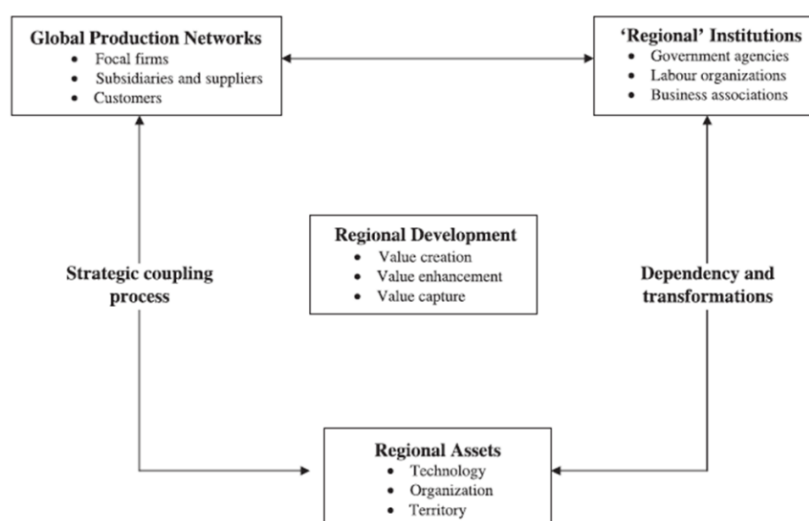 Global Production Networks
• Focal firms
• Subsidiaries and suppliers
• Customers
‘Regional’ Institutions
• Government agencies
• Labour organizations
• Business associations
Regional Development
• Value creation
• Value enhancement
• Value capture
Strategic coupling
process
Dependency and
transformations
Regional Assets
• Technology
• Organization
• Territory